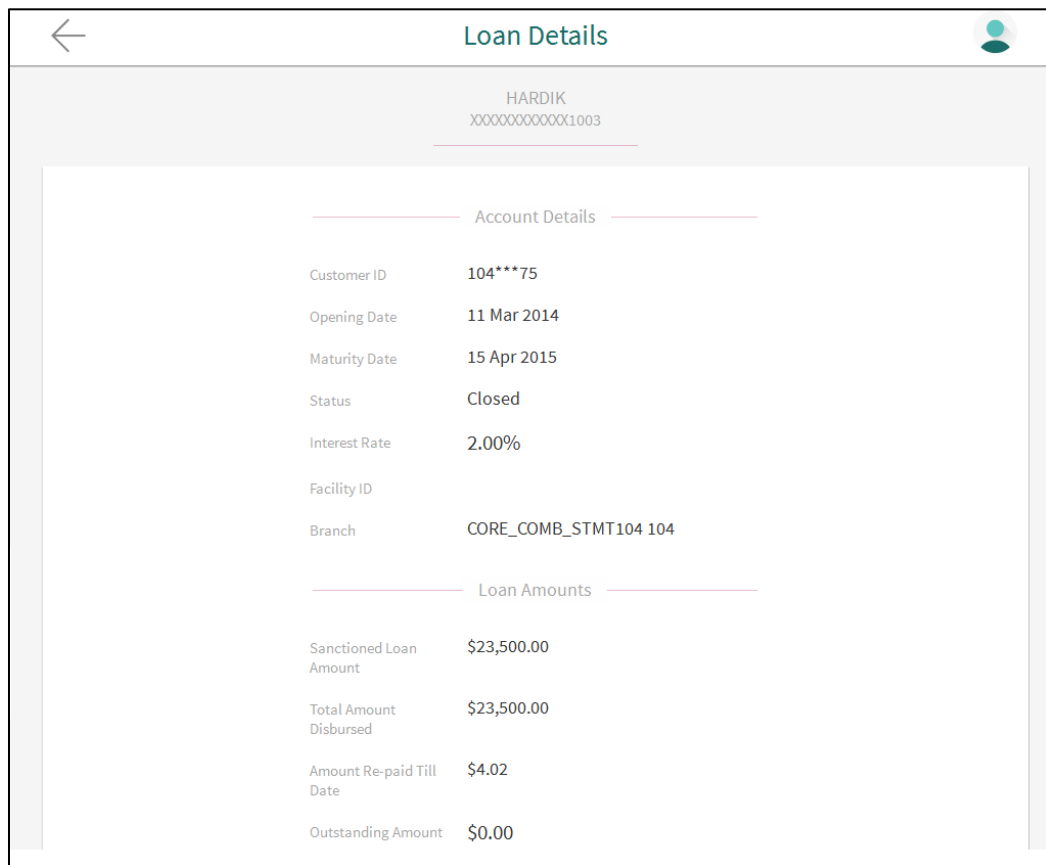 Loan Details
HARDIK
XXXXXXXXXXXX1003
Account Details
Customer ID 104***75
Opening Date 11 Mar 2014
Maturity Date 15 Apr 2015
Status Closed
Interest Rate 2.00%
Facility ID
Branch CORE_COMB_STMT104 104
Loan Amounts
Sanctioned Loan $23,500.00
Amount
Total Amount $23,500.00
Disbursed
Amount Re-paid Till $4.02
Date
Outstanding Amount $0.00